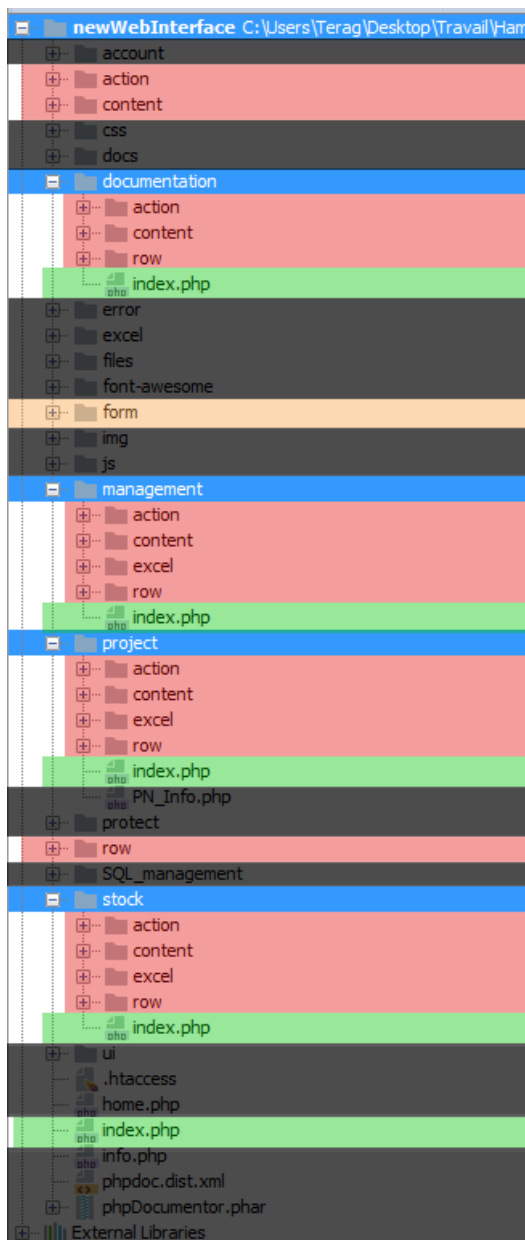 newWebInterface C:\Users\Terag\Desktop\Travail\Ham
account
action
content
css
docs
documentation
action
content
row
index.php
error
excel
files
font-awesome
form
img
js
management
action
content
excel
row
index.php
project
action
content
excel
row
index.php
PN_Info.php
protect
row
SQL_management
stock
action
content
excel
row
index.php
ui
.htaccess
home.php
index.php
info.php
phpdoc.dist.xml
phpDocumentor.phar
External Libraries